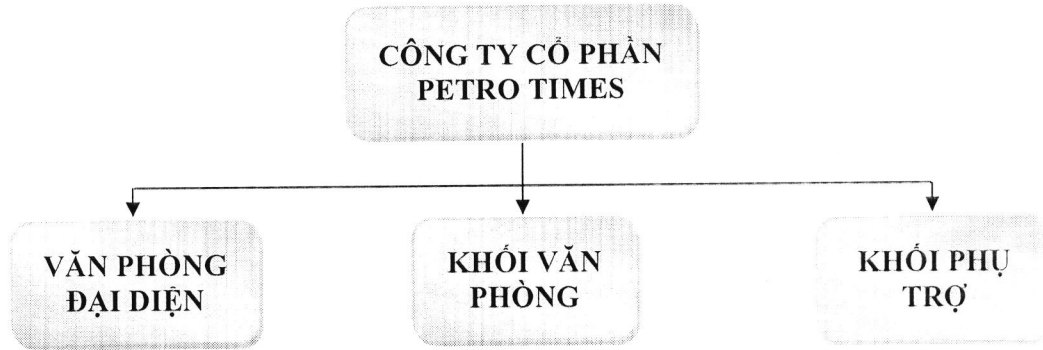 CÔNG TY CỔ PHẦN
PETRO TIMES
VĂN PHÒNG
ĐẠI DIỆN
KHỐI VĂN
PHÒNG
KHỐI PHỤ
TRỢ